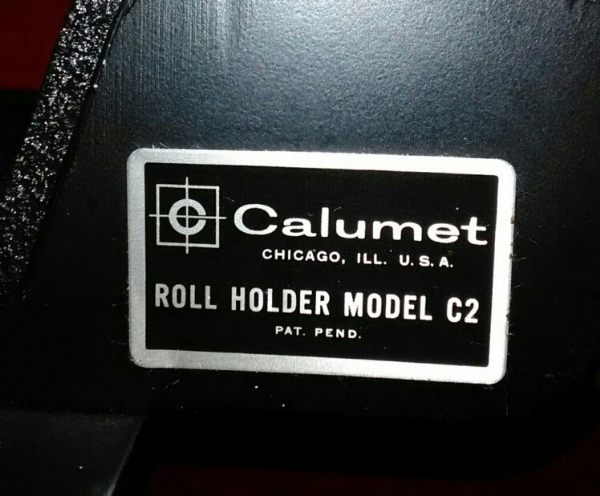 Calumet
CHICAGO, ILL. U.S.A.
ROLL HOLDER MODEL C2
PAT. PEND.